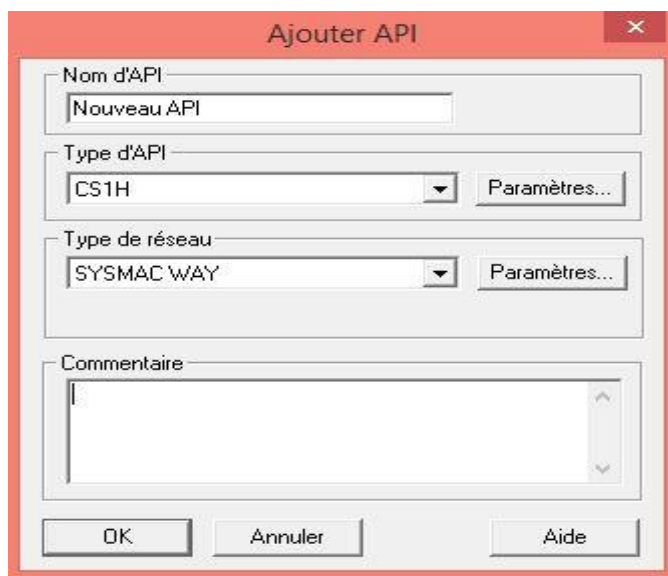 Ajouter API
Nom d'API
Nouveau API
Type d'API
CS1H
Paramètres...
Type de réseau
SYSMAC WAY
Paramètres...
Commentaire
OK
Annuler
Aide